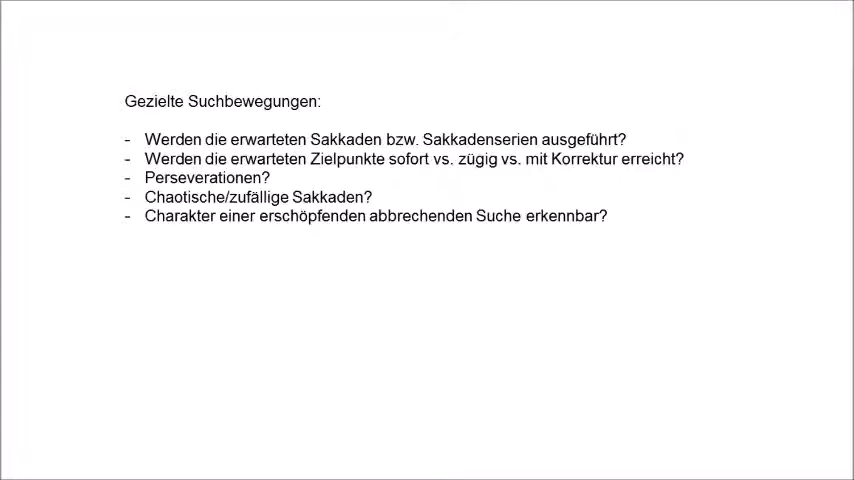 Gezielte Suchbewegungen:
- Werden die erwarteten Sakkaden bzw. Sakkadenserien ausgeführt?
- Werden die erwarteten Zielpunkte sofort vs. zügig vs. mit Korrektur erreicht?
- Perseverationen?
- Chaotische/zufällige Sakkaden?
- Charakter einer erschöpfenden abbrechenden Suche erkennbar?